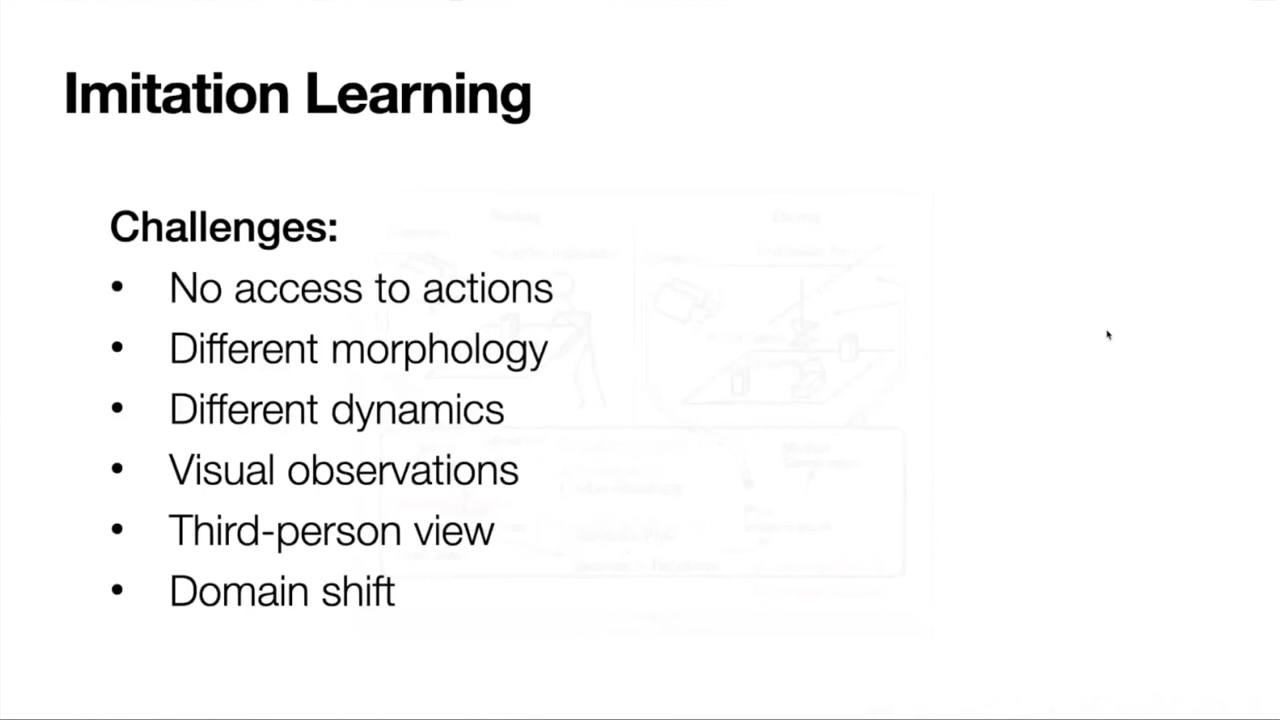 Imitation Learning
Challenges:
• No access to actions
• Different morphology
• Different dynamics
• Visual observations
• Third-person view
• Domain shift